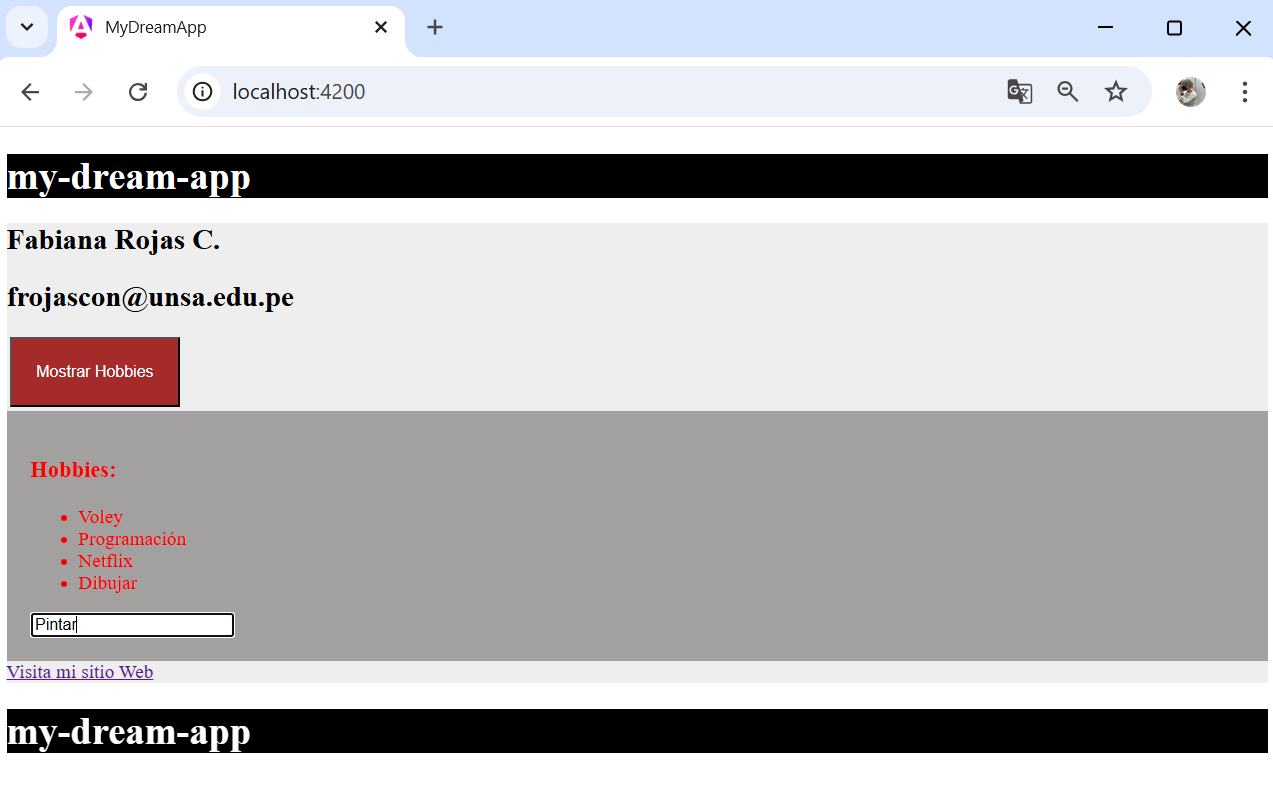 MyDreamApp
localhost:4200
my-dream-app
Fabiana Rojas C.
frojascon@unsa.edu.pe
Mostrar Hobbies
Hobbies:
Voley
Programación
Netflix
Dibujar
Pintar
Visita mi sitio Web
my-dream-app